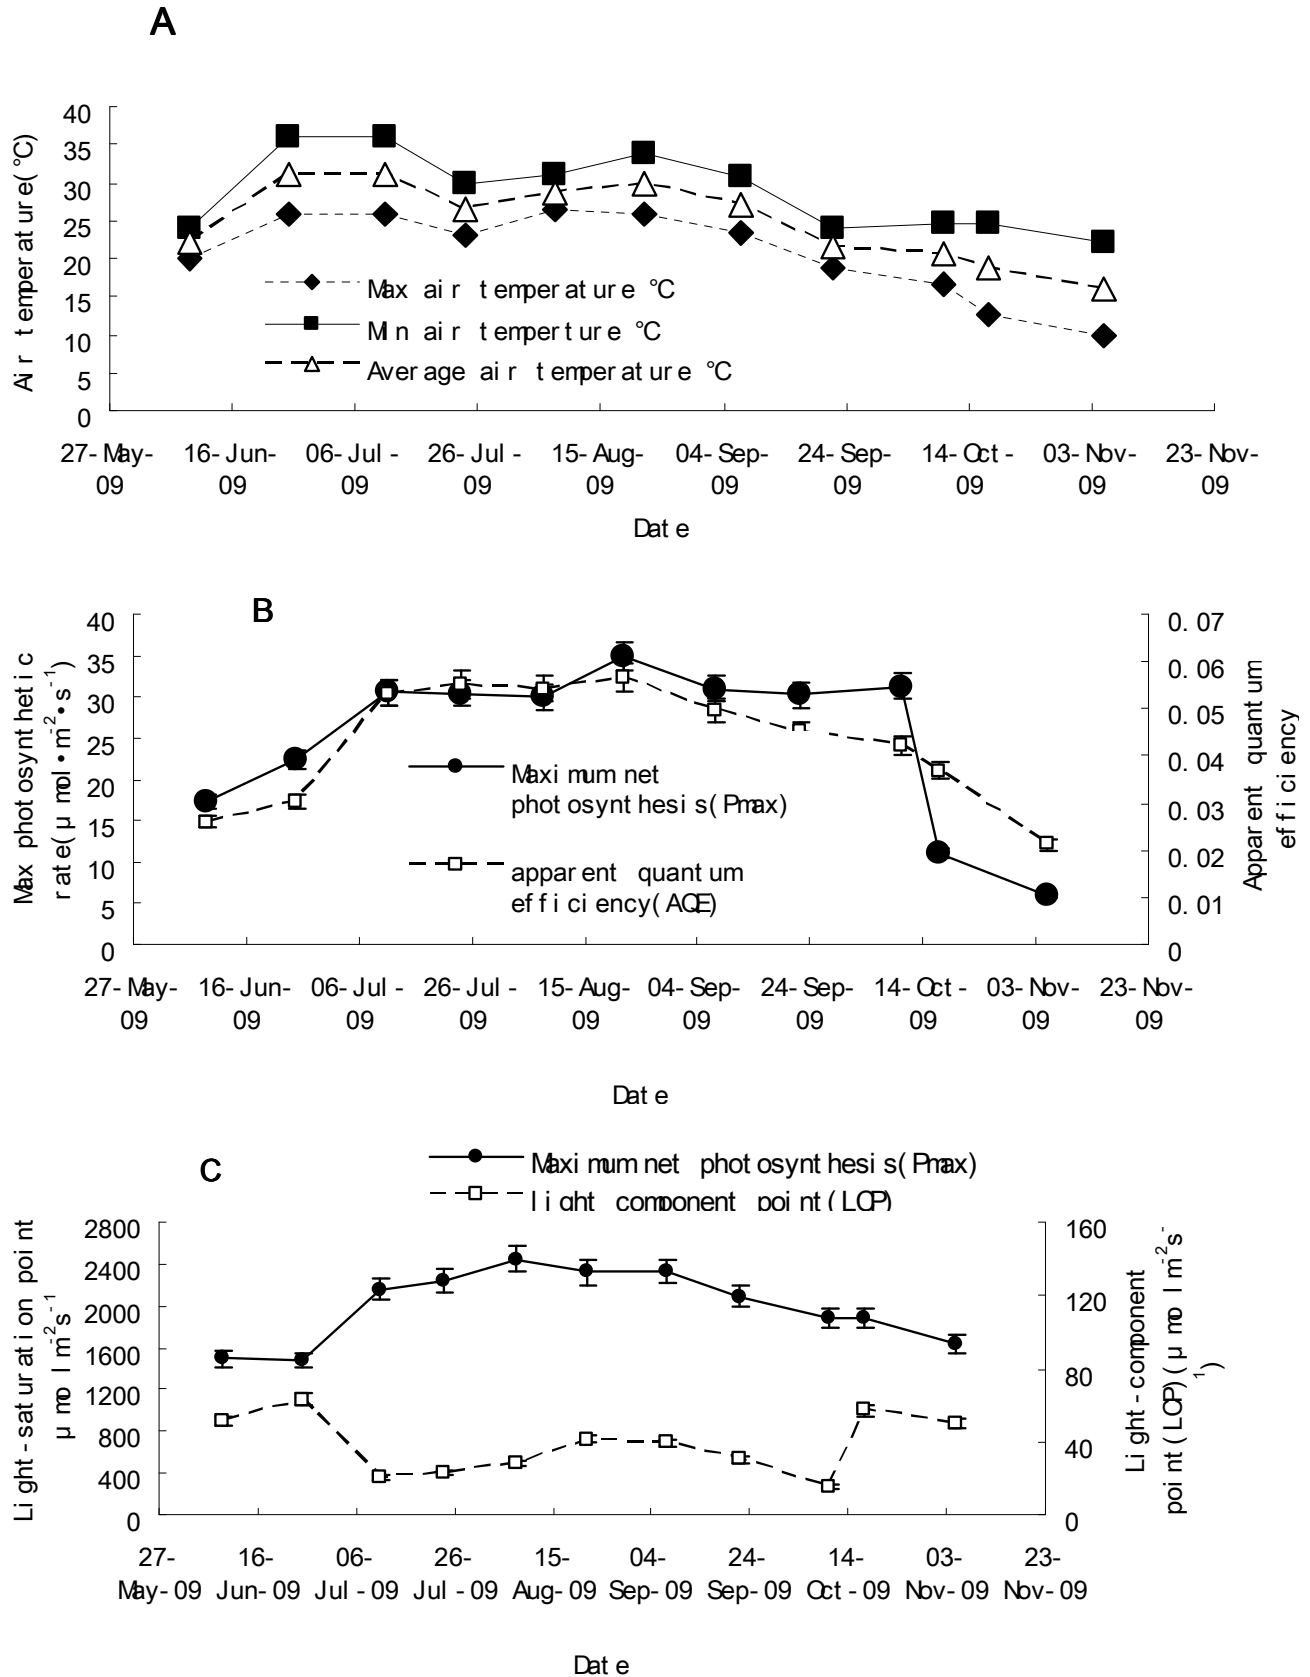 A
40
35
30
25
20
15
10
5
0
Air temperature(°C)
Max air temperature °C
Min air temperture °C
Average air temperature °C
27-May-09 16-Jun-09 06-Jul-09 26-Jul-09 15-Aug-09 04-Sep-09 24-Sep-09 14-Oct-09 03-Nov-09 23-Nov-09
Date
B
40
35
30
25
20
15
10
5
0
Max photosynthetic
rate(μmol•m⁻²•s⁻¹)
Maximum net
photosynthesis(Pmax)
apparent quantum
efficiency(AQE)
0.07
0.06
0.05
0.04
0.03
0.02
0.01
0
Apparent quantum
efficiency
27-May-09 16-Jun-09 06-Jul-09 26-Jul-09 15-Aug-09 04-Sep-09 24-Sep-09 14-Oct-09 03-Nov-09 23-Nov-09
Date
C
Maximum net photosynthesis(Pmax)
light component point(LCP)
2800
2400
2000
1600
1200
800
400
0
Light-saturation point
μmolm⁻²s⁻¹
160
120
80
40
0
Light-component
point(LCP)(μmolm⁻²s⁻¹)
27-May-09 16-Jun-09 06-Jul-09 26-Jul-09 15-Aug-09 04-Sep-09 24-Sep-09 14-Oct-09 03-Nov-09 23-Nov-09
Date